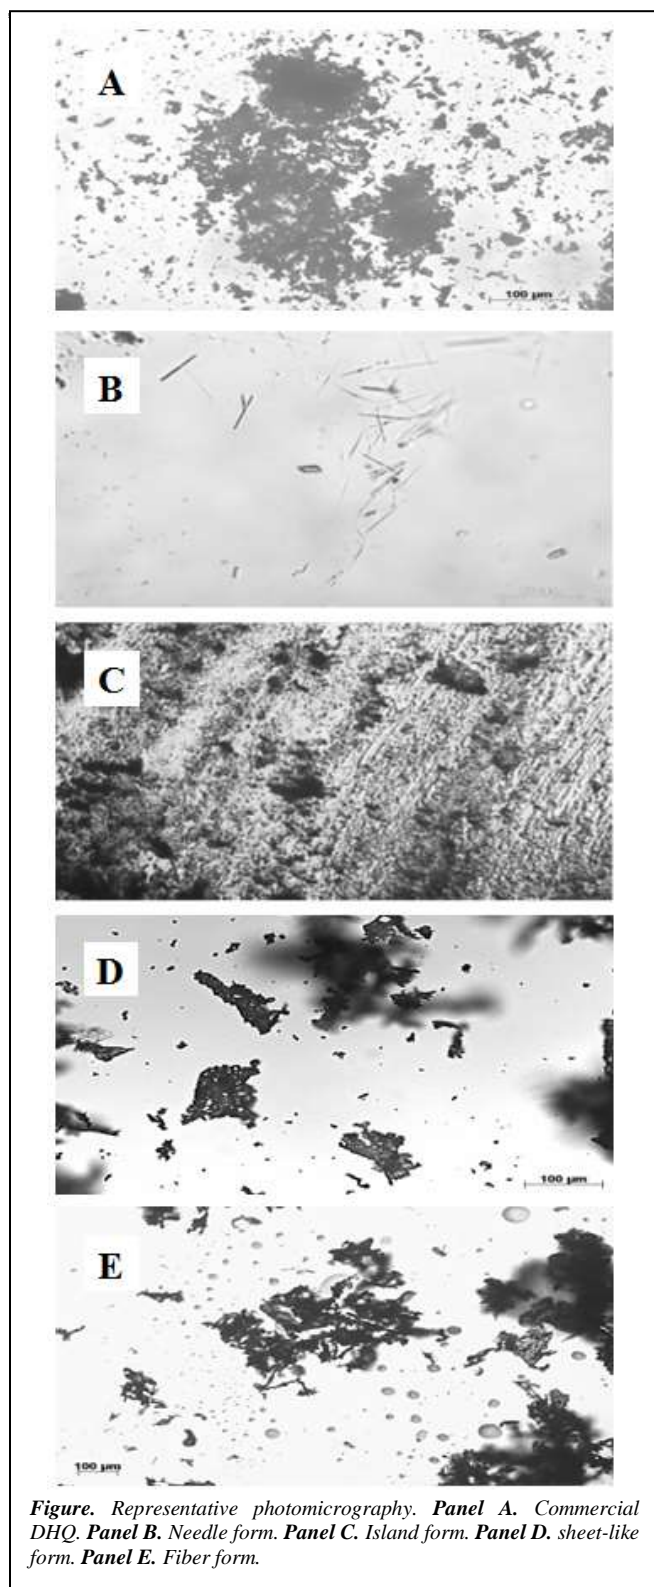 A
100 µm
B
C
D
100 µm
E
100 µm
Figure. Representative photomicrography. Panel A. Commercial
DHQ. Panel B. Needle form. Panel C. Island form. Panel D. sheet-like
form. Panel E. Fiber form.